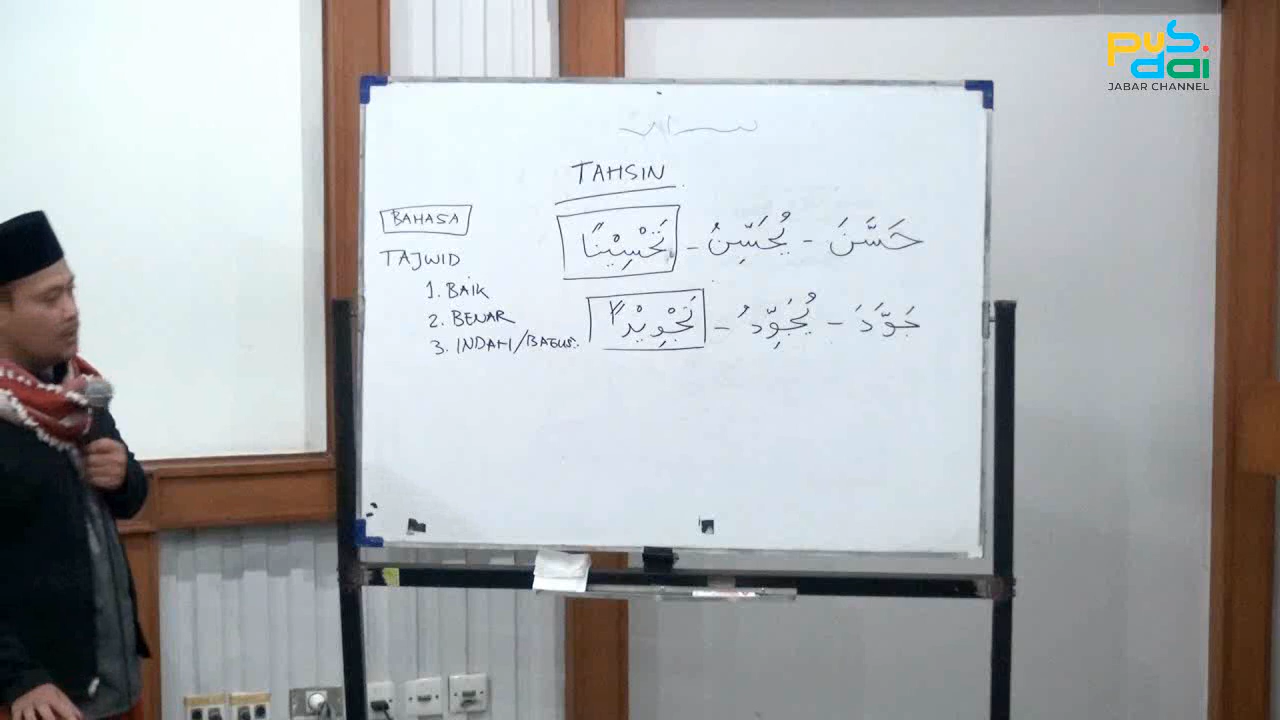 pusdai
JABAR CHANNEL
TAHSIN
BAHASA
حَسَّنَ - يُحَسِّنُ - تَحْسِيْنًا
TAJWID
1. BAIK
2. BENAR
3. INDAH/BAGUS.
جَوَّدَ - يُجَوِّدُ - تَجْوِيْدًا